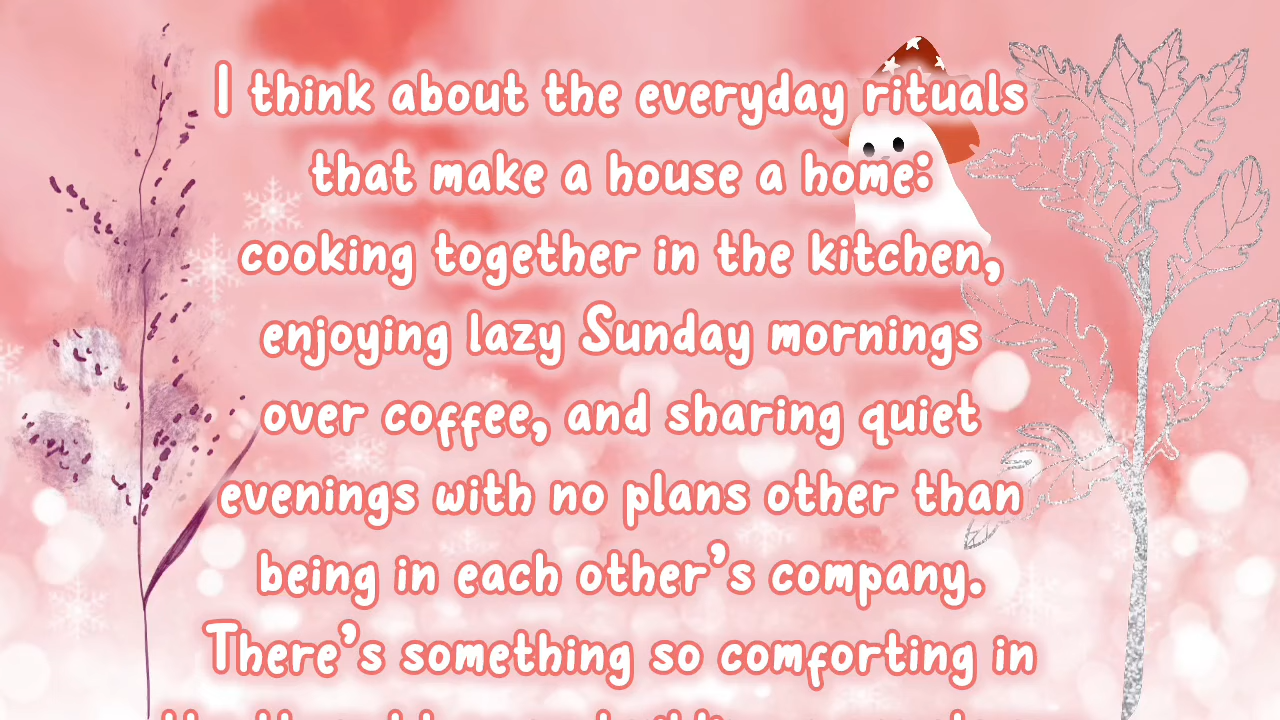 I think about the everyday rituals
that make a house a home:
cooking together in the kitchen,
enjoying lazy Sunday mornings
over coffee, and sharing quiet
evenings with no plans other than
being in each other’s company.
There’s something so comforting in